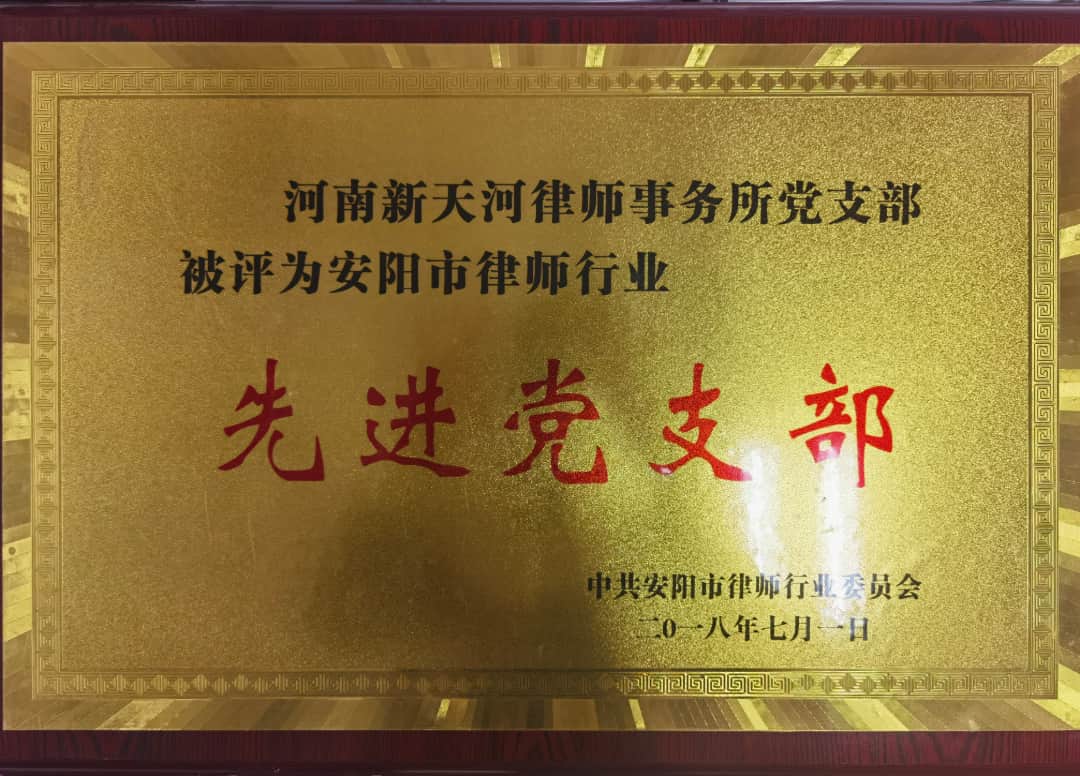 河南新天河律师事务所党支部
被评为安阳市律师行业
先进党支部
中共安阳市律师行业委员会
二0一八年七月一日